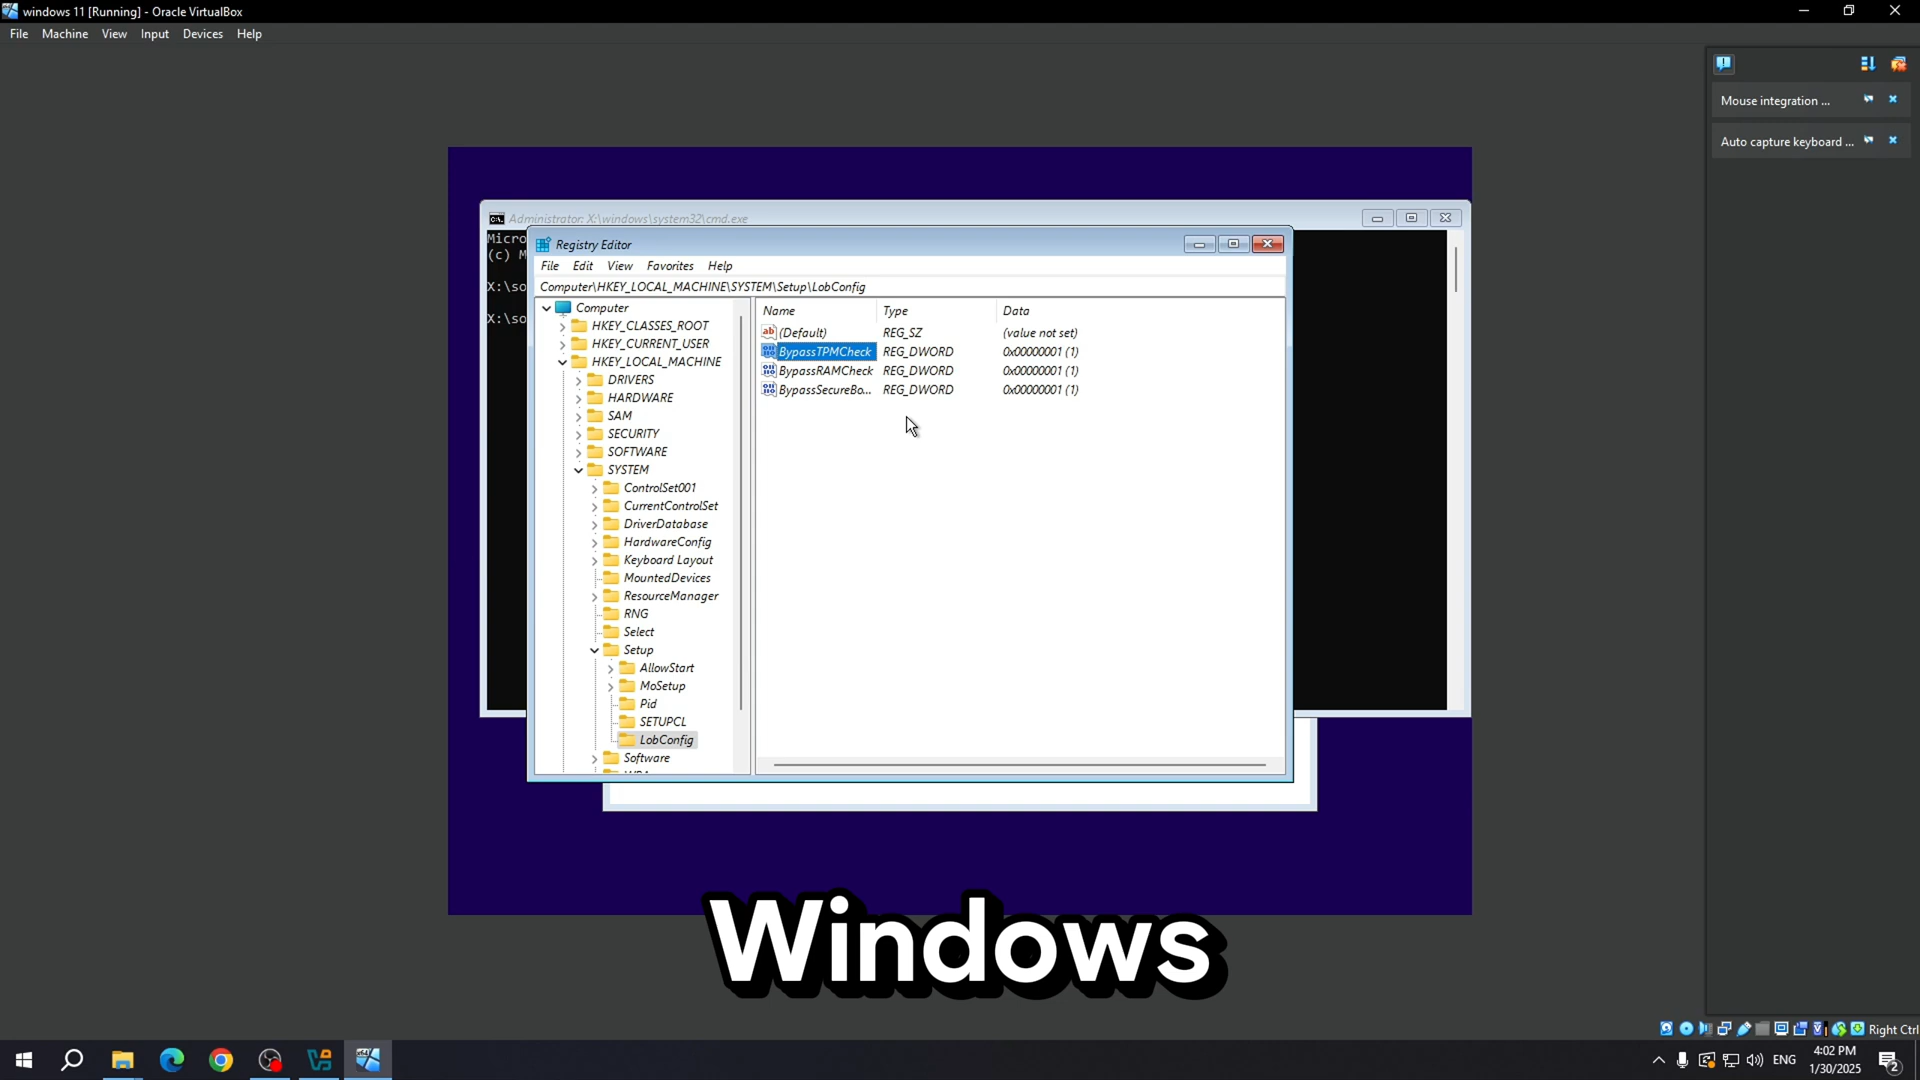 windows 11 [Running] - Oracle VirtualBox
File Machine View Input Devices Help
Mouse integration ...
Auto capture keyboard ...
Administrator: X:\windows\system32\cmd.exe
Micro
(c) M
X:\so
X:\so
Registry Editor
File Edit View Favorites Help
Computer\HKEY_LOCAL_MACHINE\SYSTEM\Setup\LobConfig
Computer
HKEY_CLASSES_ROOT
HKEY_CURRENT_USER
HKEY_LOCAL_MACHINE
DRIVERS
HARDWARE
SAM
SECURITY
SOFTWARE
SYSTEM
ControlSet001
CurrentControlSet
DriverDatabase
HardwareConfig
Keyboard Layout
MountedDevices
ResourceManager
RNG
Select
Setup
AllowStart
MoSetup
Pid
SETUPCL
LobConfig
Software
Name Type Data
(Default) REG_SZ (value not set)
BypassTPMCheck REG_DWORD 0x00000001 (1)
BypassRAMCheck REG_DWORD 0x00000001 (1)
BypassSecureBo... REG_DWORD 0x00000001 (1)
Windows
Right Ctrl
ENG
4:02 PM
1/30/2025
2